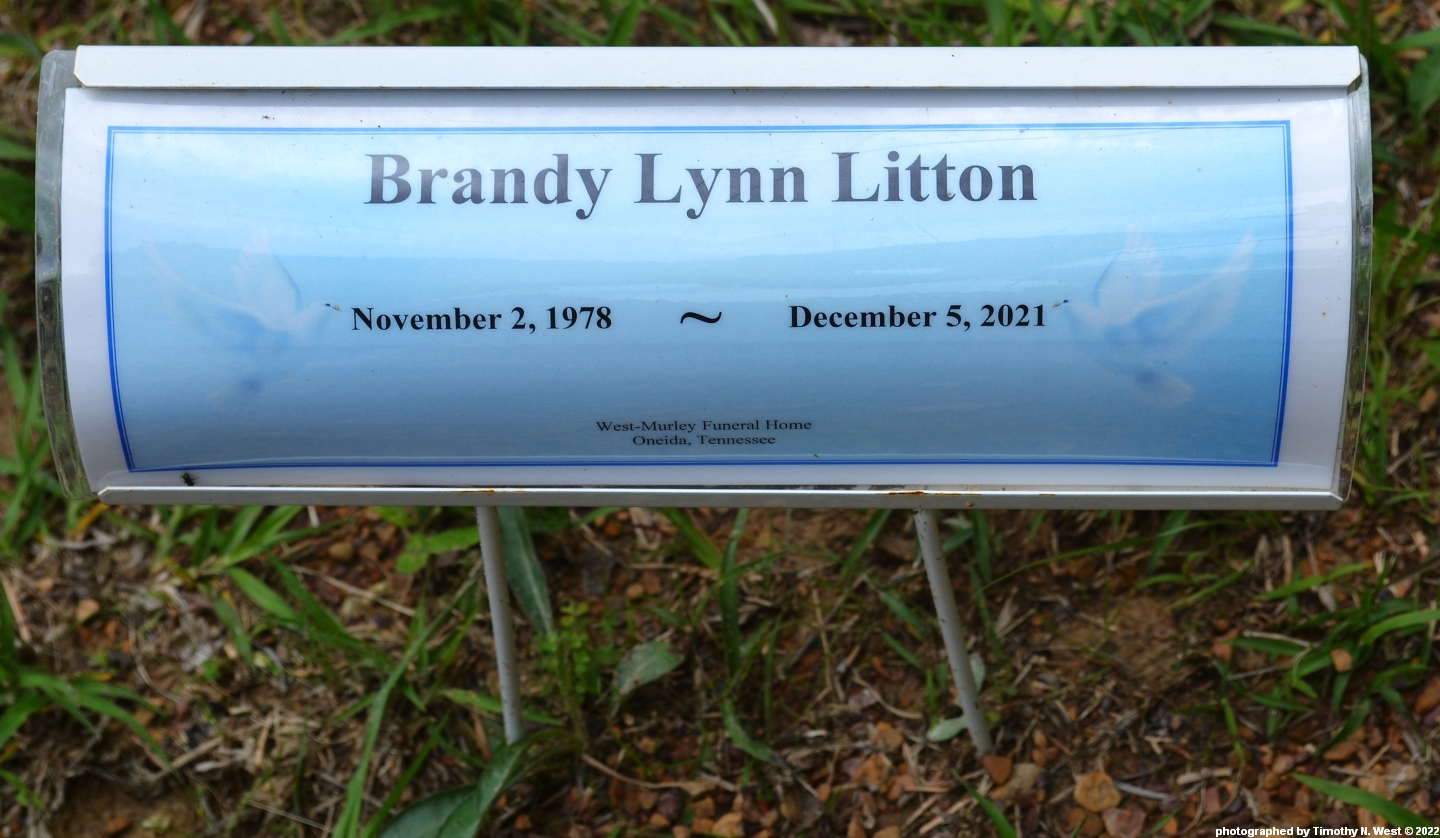 Brandy Lynn Litton
November 2, 1978 ~ December 5, 2021
West-Murley Funeral Home
Oneida, Tennessee
photographed by Timothy N. West © 2022